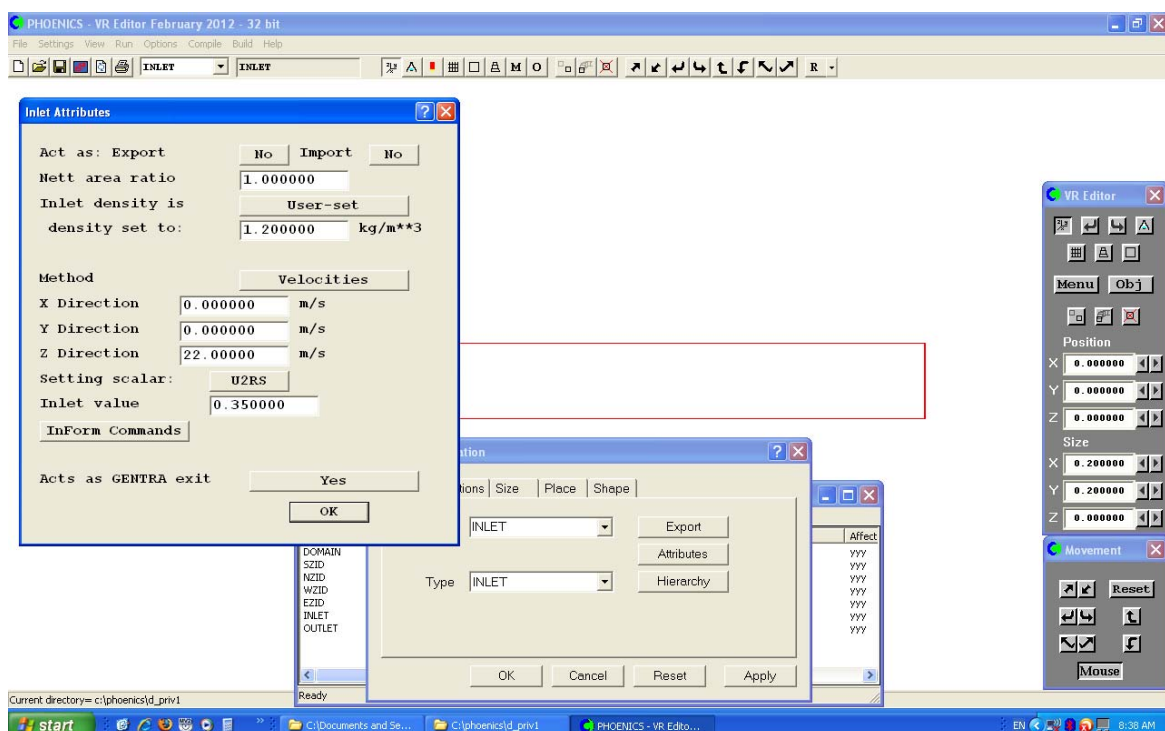 PHOENICS - VR Editor February 2012 - 32 bit
File Settings View Run Options Compile Build Help
INLET INLET M O R
Inlet Attributes
Act as: Export No Import No
Nett area ratio 1.000000
Inlet density is User-set
density set to: 1.200000 kg/m**3
Method Velocities
X Direction 0.000000 m/s
Y Direction 0.000000 m/s
Z Direction 22.00000 m/s
Setting scalar: U2RS
Inlet value 0.350000
InForm Commands
Acts as GENTRA exit Yes
OK
Size Place Shape
INLET Export
Attributes
Type INLET Hierarchy
OK Cancel Reset Apply
Affect
DOMAIN yyy
SZID yyy
NZID yyy
WZID yyy
EZID yyy
INLET yyy
OUTLET yyy
Ready
VR Editor
Menu Obj
Position
X 0.000000
Y 0.000000
Z 0.000000
Size
X 0.200000
Y 0.200000
Z 0.000000
Movement
Reset
Mouse
Current directory= c:\phoenics\d_priv1
start C:\Documents and Se... C:\phoenics\d_priv1 PHOENICS - VR Edito... EN 8:38 AM